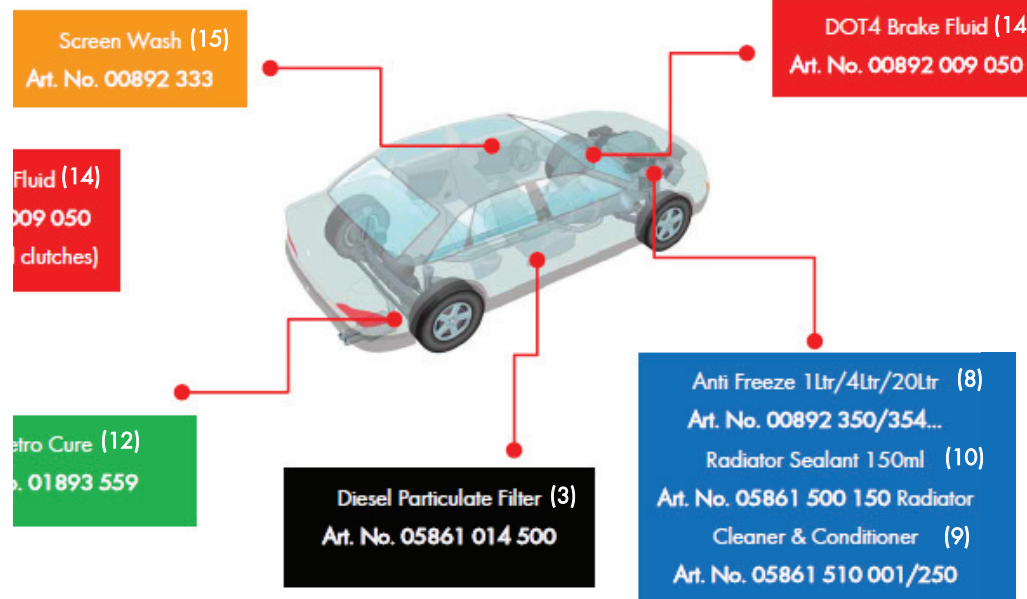 Screen Wash (15)
Art. No. 00892 333
DOT4 Brake Fluid (14
Art. No. 00892 009 050
Fluid (14)
009 050
clutches)
etro Cure (12)
. 01893 559
Diesel Particulate Filter (3)
Art. No. 05861 014 500
Anti Freeze 1Ltr/4Ltr/20Ltr (8)
Art. No. 00892 350/354...
Radiator Sealant 150ml (10)
Art. No. 05861 500 150 Radiator
Cleaner & Conditioner (9)
Art. No. 05861 510 001/250